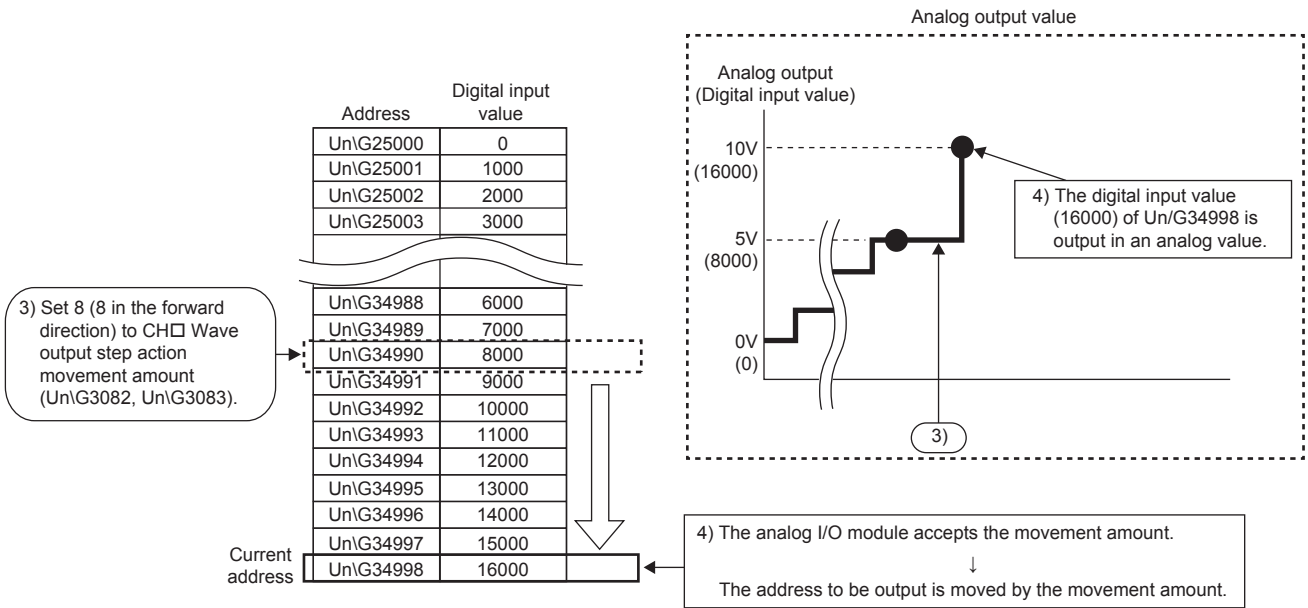 Analog output value
Analog output
(Digital input value)
10V
(16000)
5V
(8000)
0V
(0)
4) The digital input value
(16000) of Un/G34998 is
output in an analog value.
3)
Address
Digital input
value
Un\G25000 0
Un\G25001 1000
Un\G25002 2000
Un\G25003 3000
Un\G34988 6000
Un\G34989 7000
Un\G34990 8000
Un\G34991 9000
Un\G34992 10000
Un\G34993 11000
Un\G34994 12000
Un\G34995 13000
Un\G34996 14000
Un\G34997 15000
Un\G34998 16000
3) Set 8 (8 in the forward
direction) to CH□ Wave
output step action
movement amount
(Un\G3082, Un\G3083).
Current
address
4) The analog I/O module accepts the movement amount.
↓
The address to be output is moved by the movement amount.